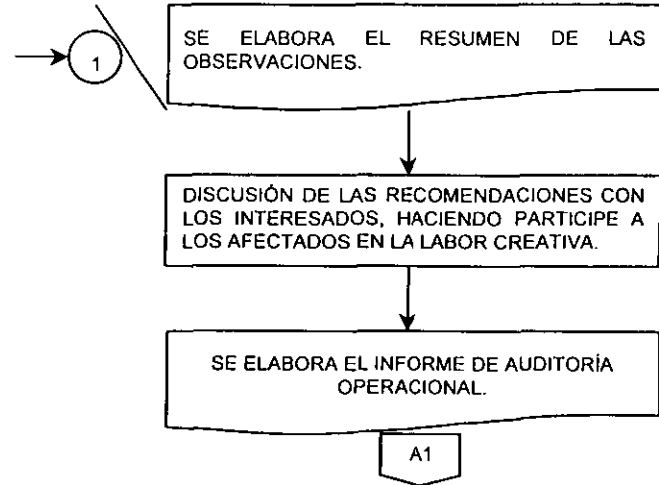 1
SE ELABORA EL RESUMEN DE LAS
OBSERVACIONES.
DISCUSIÓN DE LAS RECOMENDACIONES CON
LOS INTERESADOS, HACIENDO PARTICIPE A
LOS AFECTADOS EN LA LABOR CREATIVA.
SE ELABORA EL INFORME DE AUDITORÍA
OPERACIONAL.
A1